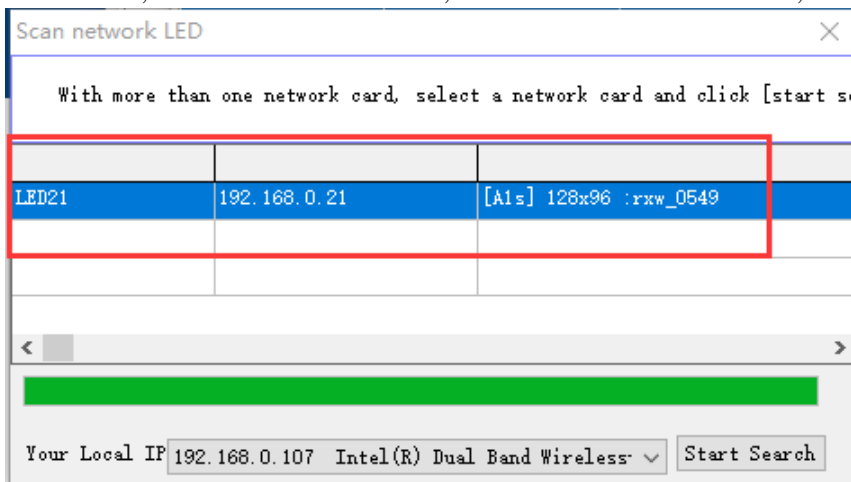 Scan network LED
With more than one network card, select a network card and click [start s
LED21 192.168.0.21 [A1s] 128x96 :rxw_0549
Your Local IP 192.168.0.107 Intel(R) Dual Band Wireless- Start Search